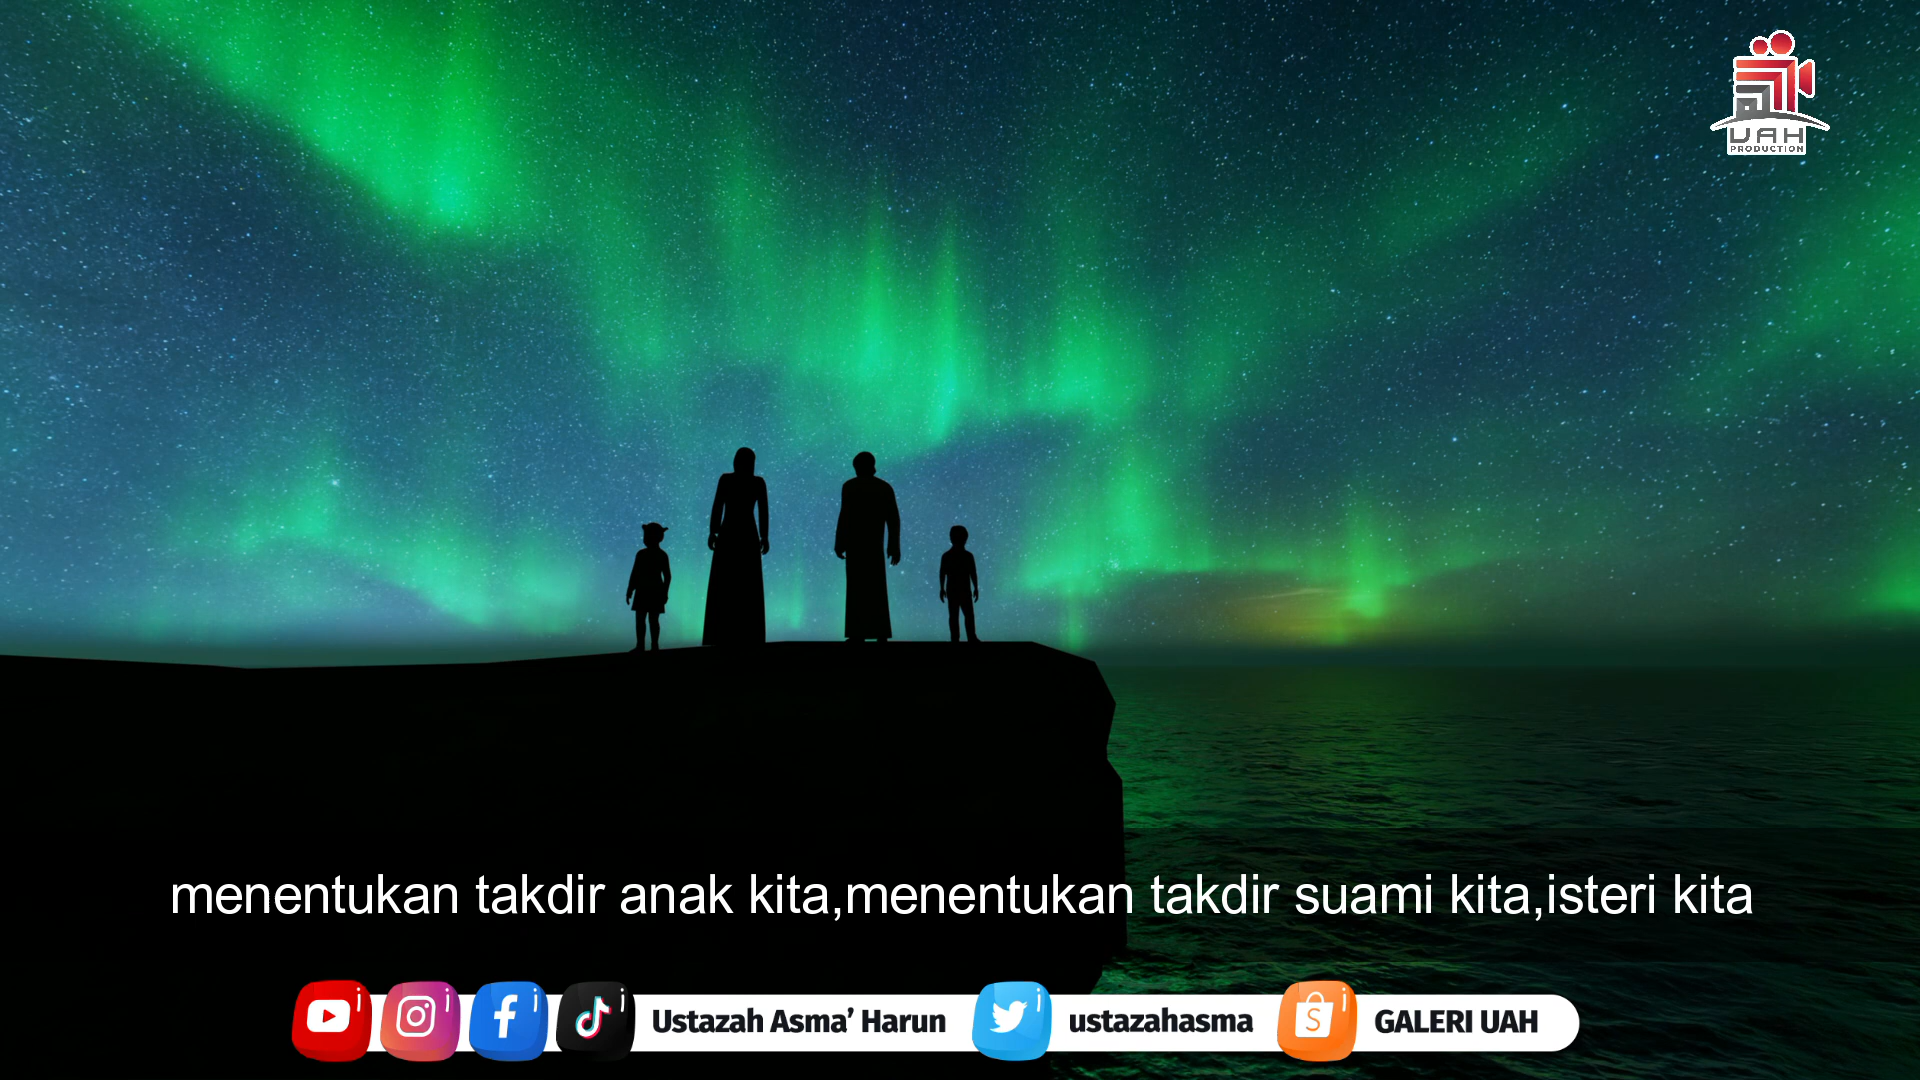 UAH
PRODUCTION
menentukan takdir anak kita,menentukan takdir suami kita,isteri kita
Ustazah Asma’ Harun ustazahasma GALERI UAH